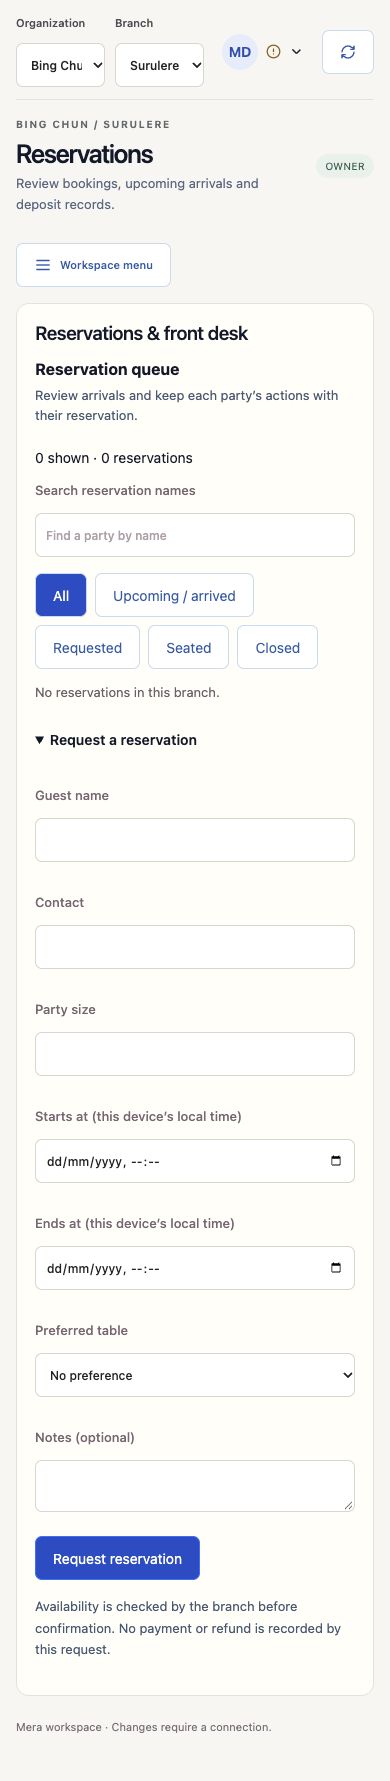 Organization
Branch
Bing Chu
Surulere
MD
BING CHUN / SURULERE
Reservations
Review bookings, upcoming arrivals and
deposit records.
OWNER
Workspace menu
Reservations & front desk
Reservation queue
Review arrivals and keep each party's actions with
their reservation.
0 shown · 0 reservations
Search reservation names
Find a party by name
All
Upcoming / arrived
Requested
Seated
Closed
No reservations in this branch.
▼ Request a reservation
Guest name
Contact
Party size
Starts at (this device's local time)
dd/mm/yyyy, --:--
Ends at (this device's local time)
dd/mm/yyyy, --:--
Preferred table
No preference
Notes (optional)
Request reservation
Availability is checked by the branch before
confirmation. No payment or refund is recorded by
this request.
Mera workspace · Changes require a connection.